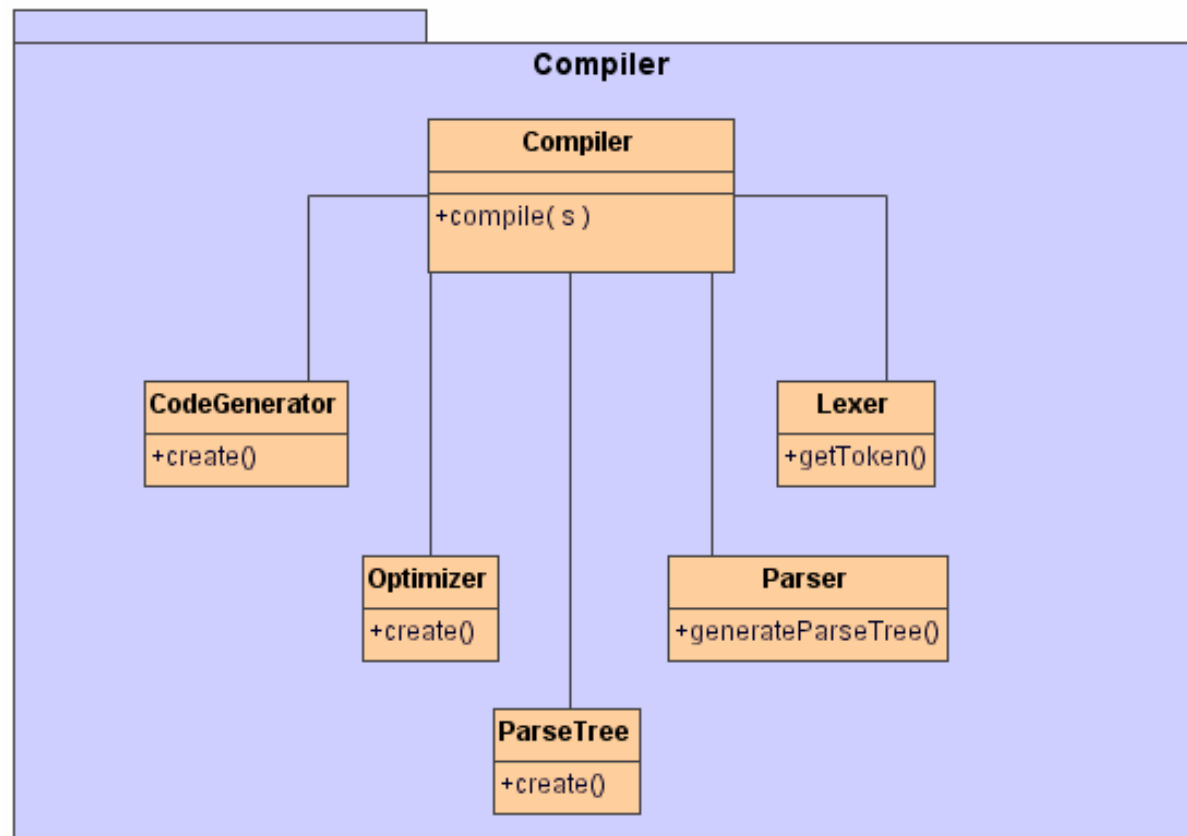 Compiler
Compiler
+compile( s )
CodeGenerator
+create()
Lexer
+getToken()
Optimizer
+create()
Parser
+generateParseTree()
ParseTree
+create()